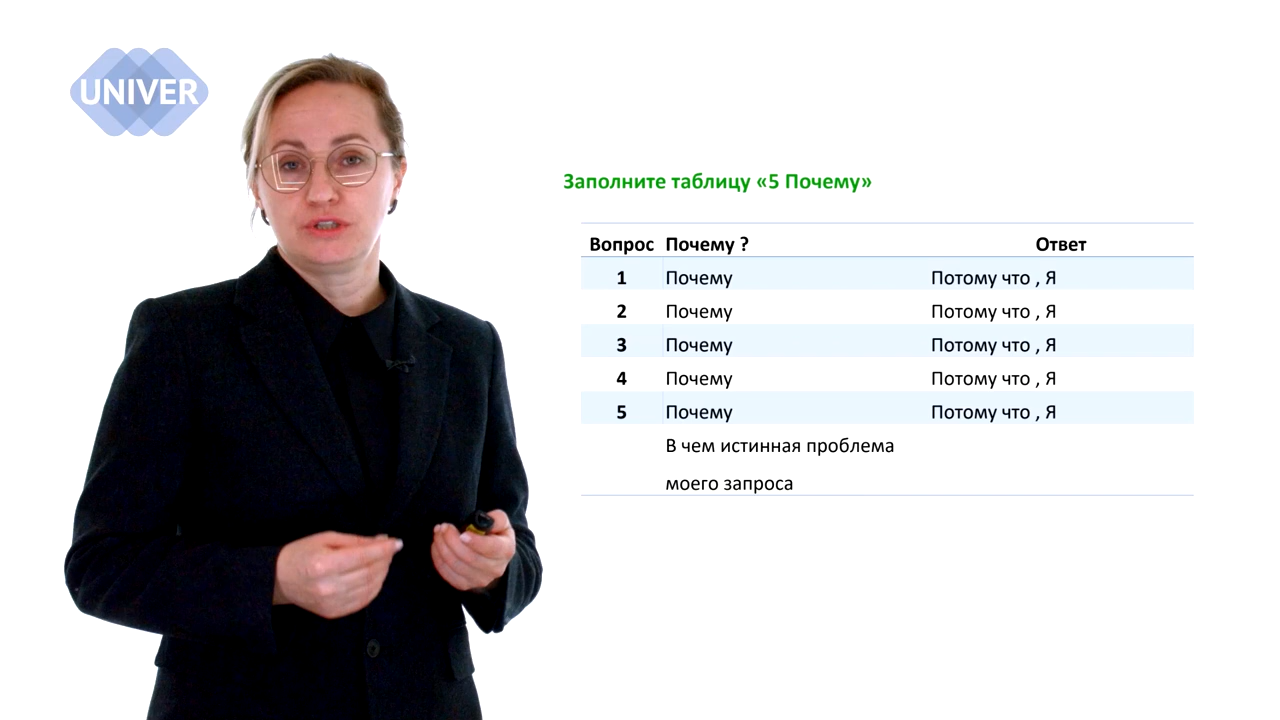 UNIVER
Заполните таблицу «5 Почему»
Вопрос Почему ? Ответ
1 Почему Потому что , Я
2 Почему Потому что , Я
3 Почему Потому что , Я
4 Почему Потому что , Я
5 Почему Потому что , Я
В чем истинная проблема
моего запроса